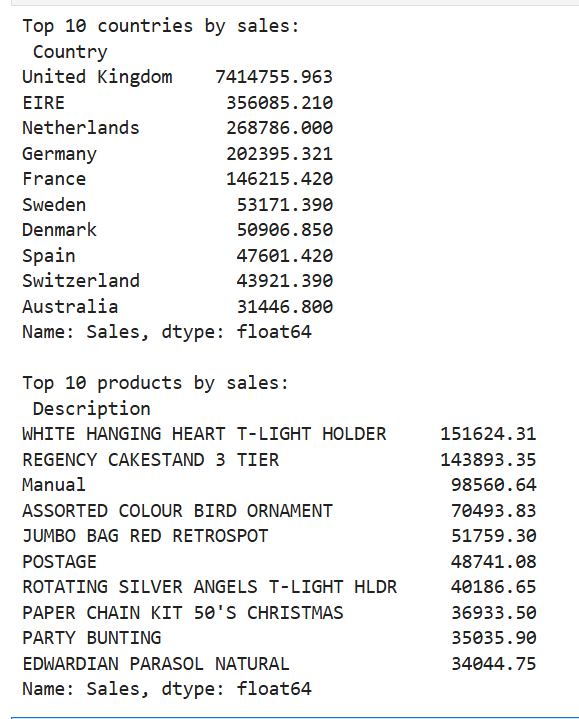 Top 10 countries by sales:
 Country
United Kingdom    7414755.963
EIRE               356085.210
Netherlands        268786.000
Germany            202395.321
France             146215.420
Sweden              53171.390
Denmark             50906.850
Spain               47601.420
Switzerland         43921.390
Australia           31446.800
Name: Sales, dtype: float64

Top 10 products by sales:
 Description
WHITE HANGING HEART T-LIGHT HOLDER     151624.31
REGENCY CAKESTAND 3 TIER               143893.35
Manual                                  98560.64
ASSORTED COLOUR BIRD ORNAMENT           70493.83
JUMBO BAG RED RETROSPOT                 51759.30
POSTAGE                                 48741.08
ROTATING SILVER ANGELS T-LIGHT HLDR     40186.65
PAPER CHAIN KIT 50'S CHRISTMAS          36933.50
PARTY BUNTING                           35035.90
EDWARDIAN PARASOL NATURAL               34044.75
Name: Sales, dtype: float64